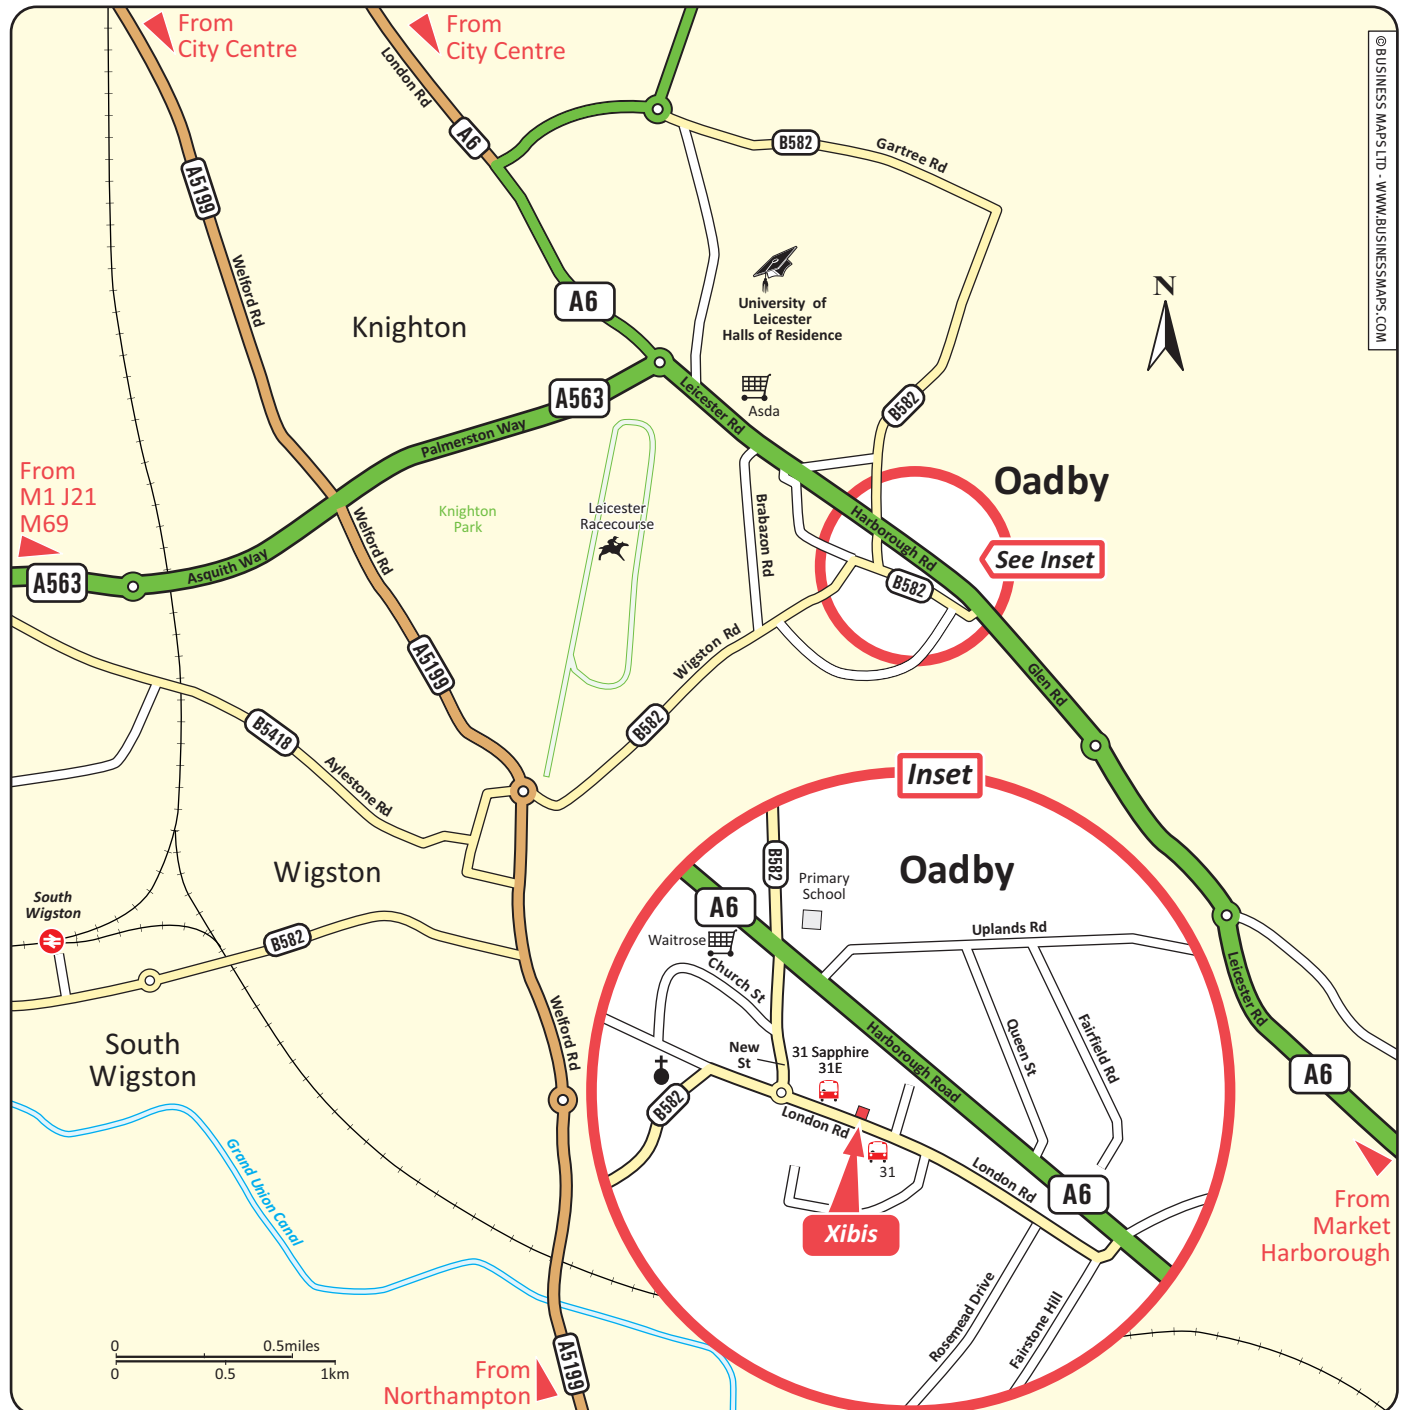 From
City Centre
From
City Centre
©BUSINESS MAPS LTD - WWW.BUSINESSMAPS.COM
London Rd
A6
B582
Gartree Rd
A5199
Welford Rd
University of
Leicester
Halls of Residence
N
A6
Knighton
A563
Leicester Rd
Asda
B582
Palmerston Way
From
M1 J21
M69
Knighton
Park
Leicester
Racecourse
Oadby
Brabazon Rd
Harborough Rd
See Inset
Welford Rd
A563
Asquith Way
B582
A5199
Wigston Rd
Glen Rd
B5418
B582
Aylestone Rd
Inset
Wigston
South
Wigston
B582
B582
Oadby
Primary
School
A6
Waitrose
Uplands Rd
Church St
Leicester Rd
Welford Rd
South
Wigston
New
St
31 Sapphire
31E
Harborough Road
Queen St
Fairfield Rd
A6
B582
London Rd
31
London Rd
A6
Xibis
Grand Union Canal
From
Market
Harborough
Rosemead Drive
Fairstone Hill
0
0.5miles
0
0.5
1km
A5199
From
Northampton